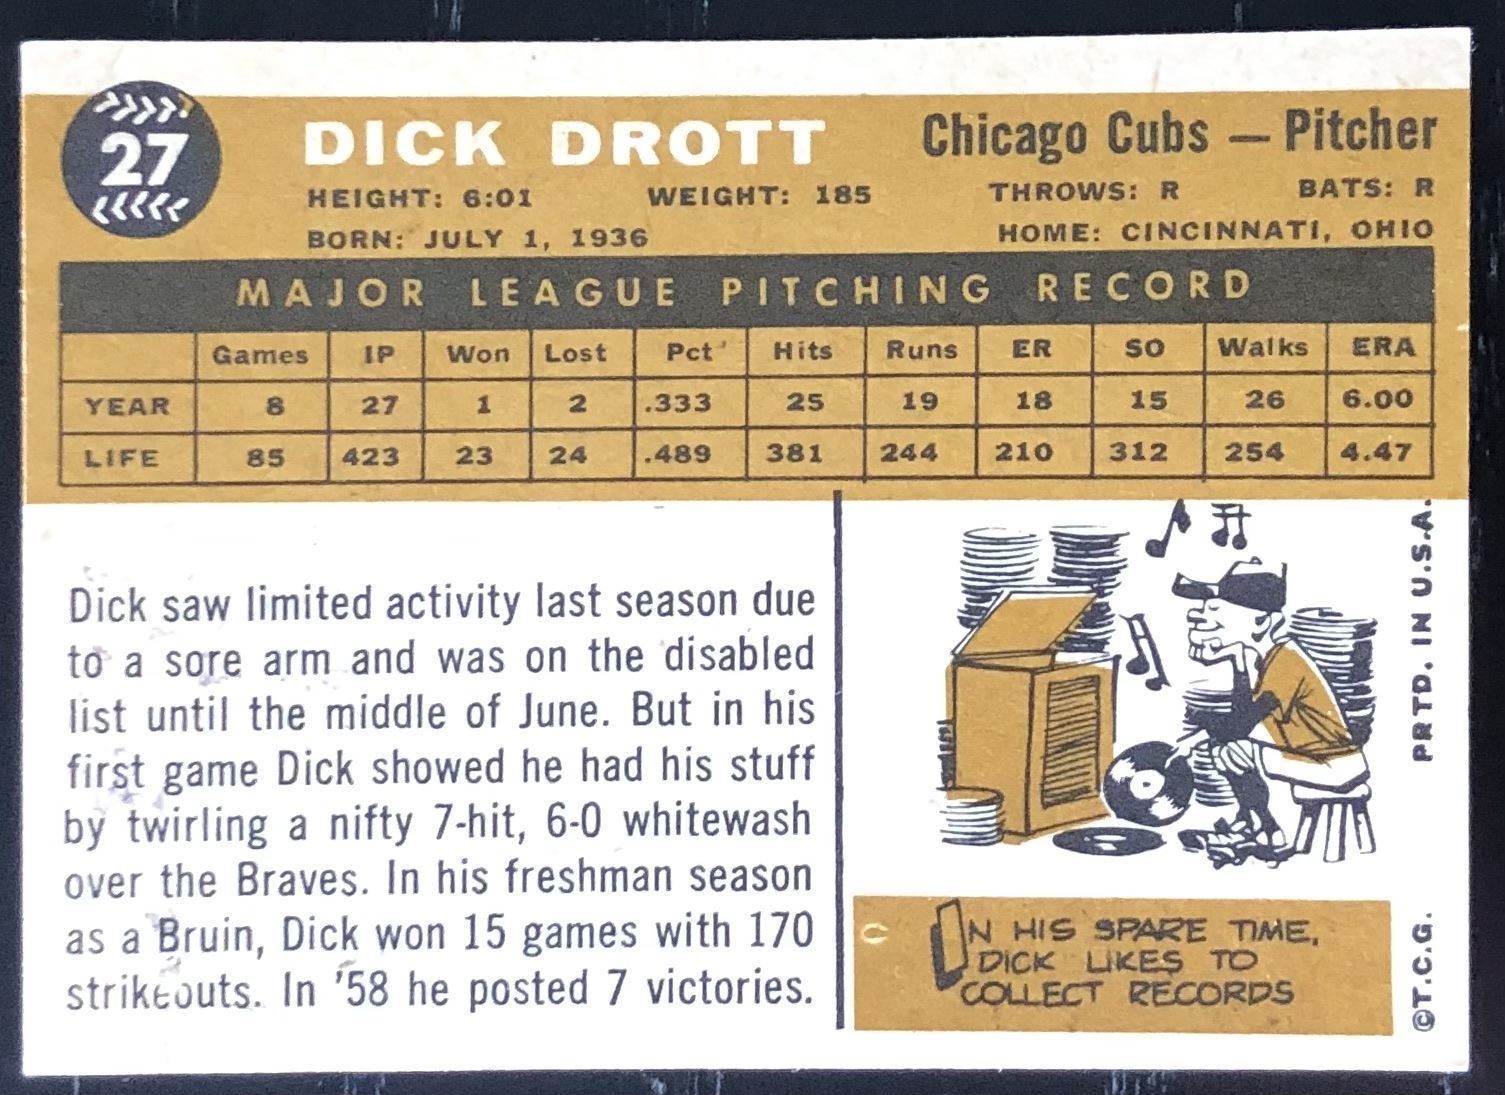 27
DICK DROTT
Chicago Cubs — Pitcher
HEIGHT: 6:01 WEIGHT: 185 THROWS: R BATS: R
BORN: JULY 1, 1936 HOME: CINCINNATI, OHIO
MAJOR LEAGUE PITCHING RECORD
Games IP Won Lost Pct Hits Runs ER SO Walks ERA
YEAR 8 27 1 2 .333 25 19 18 15 26 6.00
LIFE 85 423 23 24 .489 381 244 210 312 254 4.47
Dick saw limited activity last season due
to a sore arm and was on the disabled
list until the middle of June. But in his
first game Dick showed he had his stuff
by twirling a nifty 7-hit, 6-0 whitewash
over the Braves. In his freshman season
as a Bruin, Dick won 15 games with 170
strikeouts. In '58 he posted 7 victories.
IN HIS SPARE TIME,
DICK LIKES TO
COLLECT RECORDS
©T.C.G. PRTD. IN U.S.A.